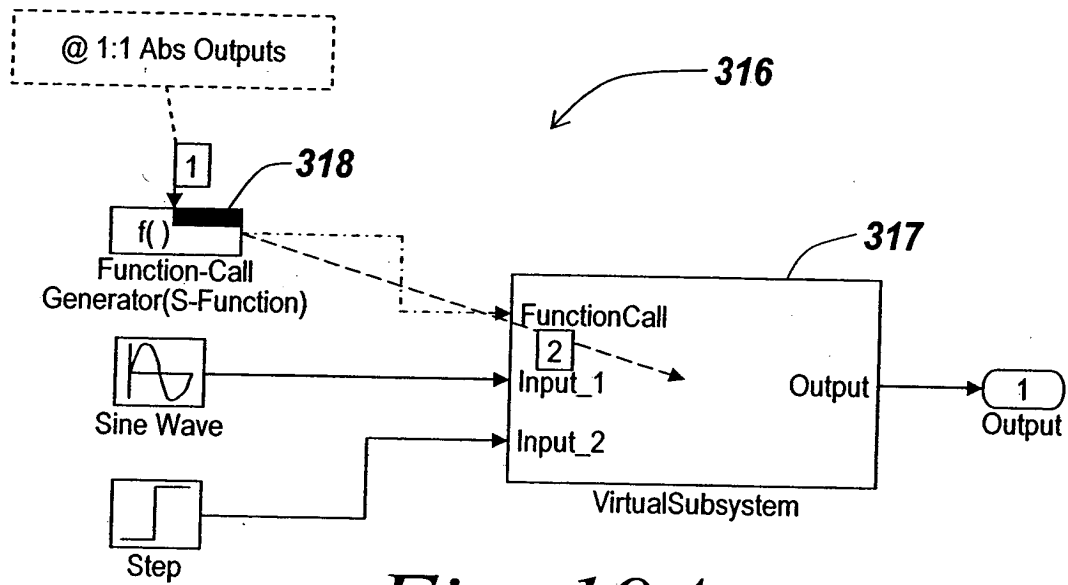 @ 1:1 Abs Outputs
316
1
318
f( )
Function-Call
Generator(S-Function)
317
FunctionCall
2
Input_1
Output
1
Output
Sine Wave
Input_2
VirtualSubsystem
Step